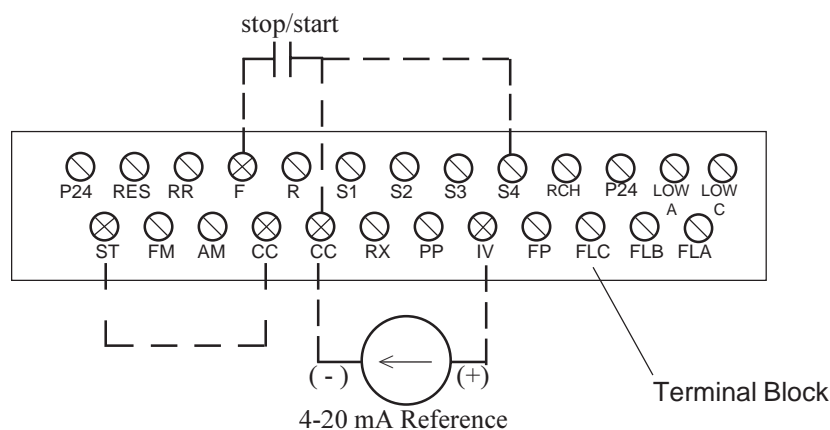 stop/start
P24 RES RR F R S1 S2 S3 S4 RCH P24 LOW A LOW C
ST FM AM CC CC RX PP IV FP FLC FLB FLA
( - ) (+)
4-20 mA Reference
Terminal Block